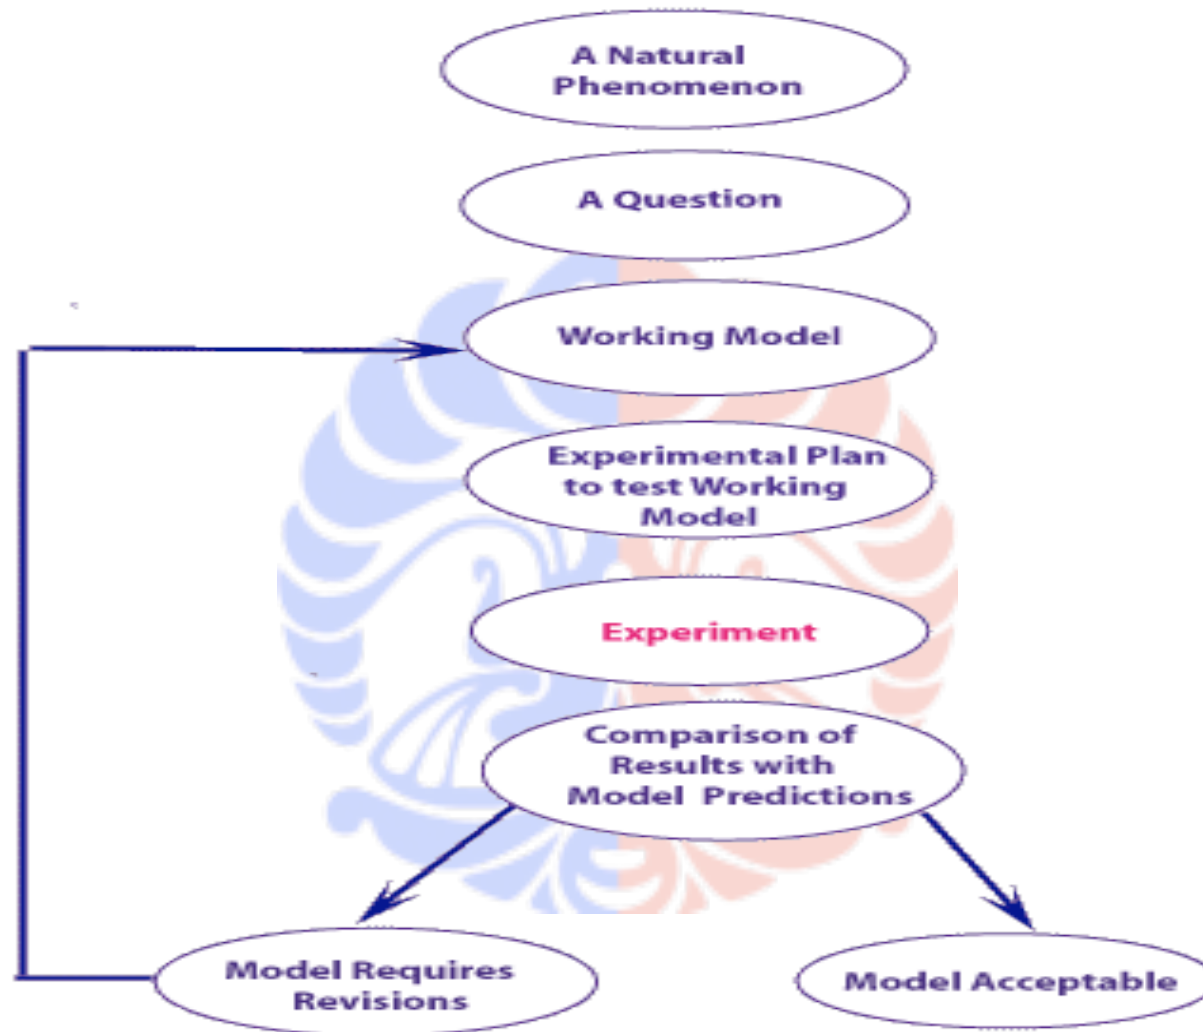 A Natural
Phenomenon
A Question
Working Model
Experimental Plan
to test Working
Model
Experiment
Comparison of
Results with
Model Predictions
Model Requires
Revisions
Model Acceptable